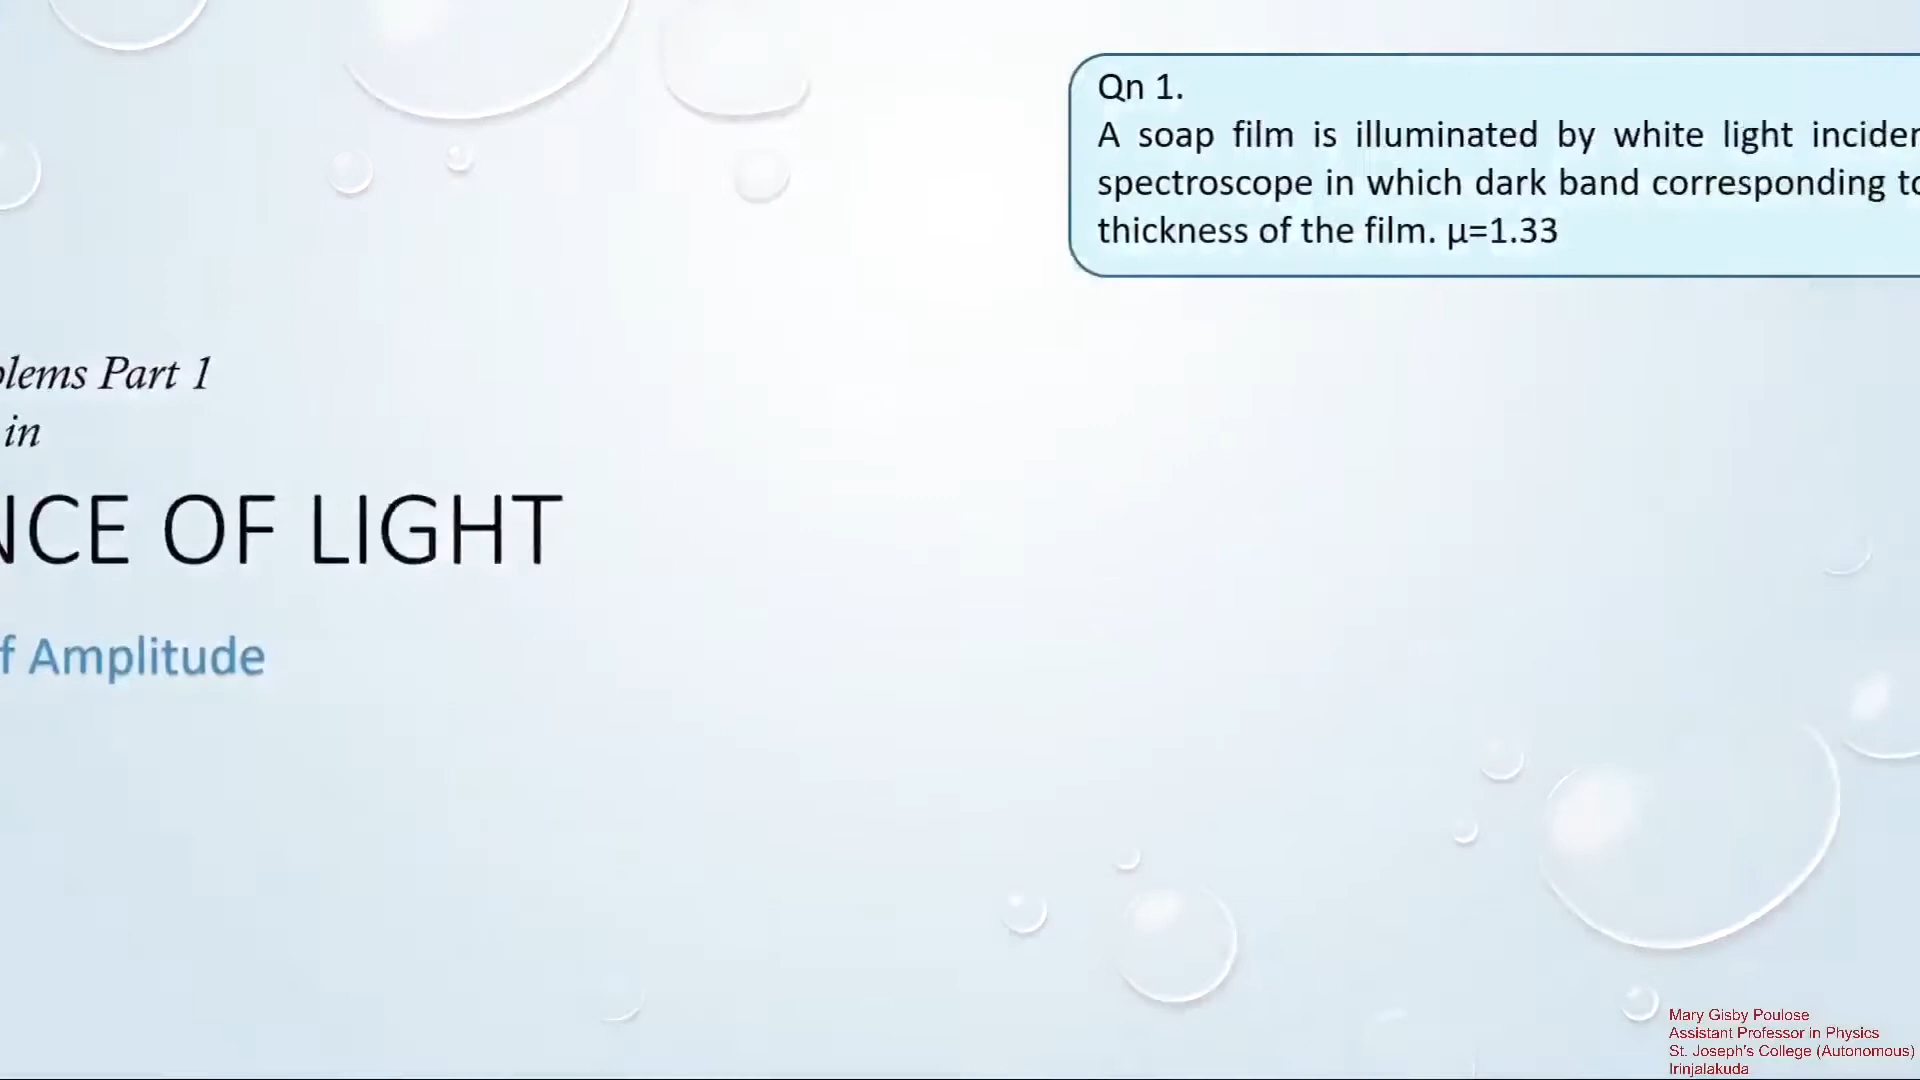 Problems Part 1
in
NCE OF LIGHT
f Amplitude
Qn 1.
A soap film is illuminated by white light inciden
spectroscope in which dark band corresponding to
thickness of the film. μ=1.33
Mary Gisby Poulose
Assistant Professor in Physics
St. Joseph's College (Autonomous)
Irinjalakuda